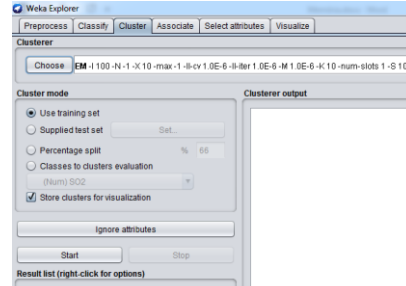 Weka Explorer
Preprocess Classify Cluster Associate Select attributes Visualize
Clusterer
Choose EM -I 100 -N -1 -X 10 -max -1 -ll-cv 1.0E-6 -ll-iter 1.0E-6 -M 1.0E-6 -K 10 -num-slots 1 -S 10
Cluster mode Clusterer output
Use training set
Supplied test set Set...
Percentage split % 66
Classes to clusters evaluation
(Num) SO2
Store clusters for visualization
Ignore attributes
Start Stop
Result list (right-click for options)